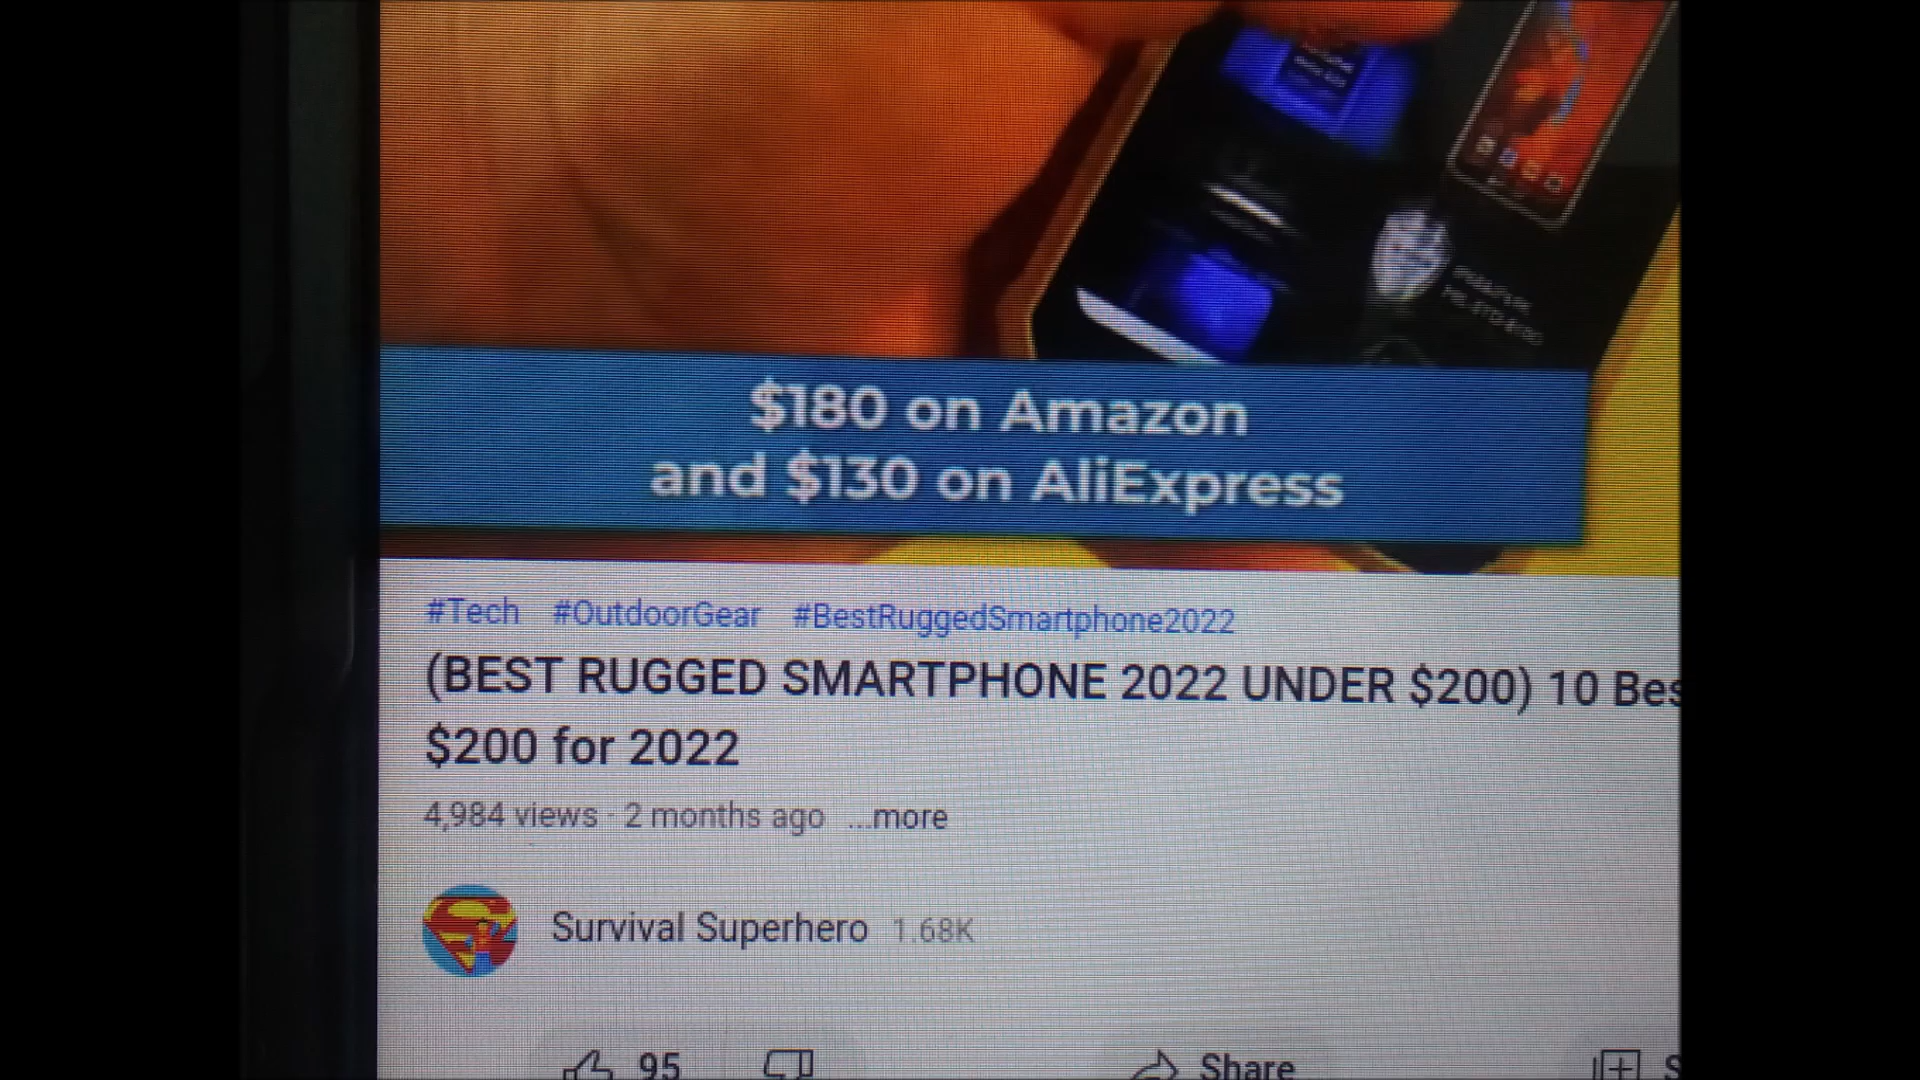 $180 on Amazon
and $130 on AliExpress
#Tech #OutdoorGear #BestRuggedSmartphone2022
(BEST RUGGED SMARTPHONE 2022 UNDER $200) 10 Bes
$200 for 2022
4,984 views · 2 months ago ...more
Survival Superhero 1.68K
95 Share S